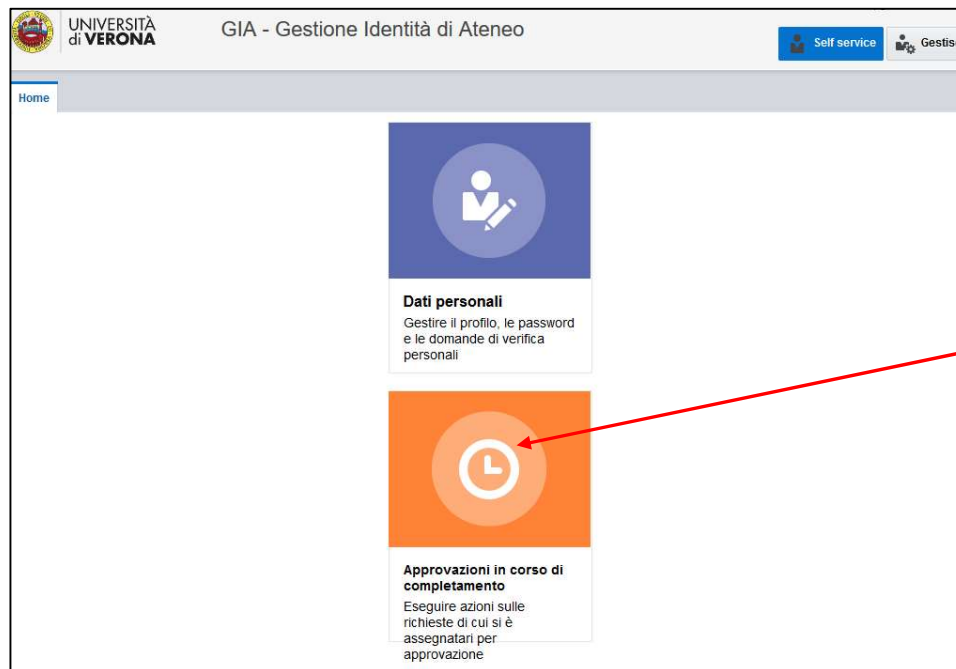 UNIVERSITÀ
di VERONA
GIA - Gestione Identità di Ateneo
Self service
Gestis
Home
Dati personali
Gestire il profilo, le password
e le domande di verifica
personali
Approvazioni in corso di
completamento
Eseguire azioni sulle
richieste di cui si è
assegnatari per
approvazione